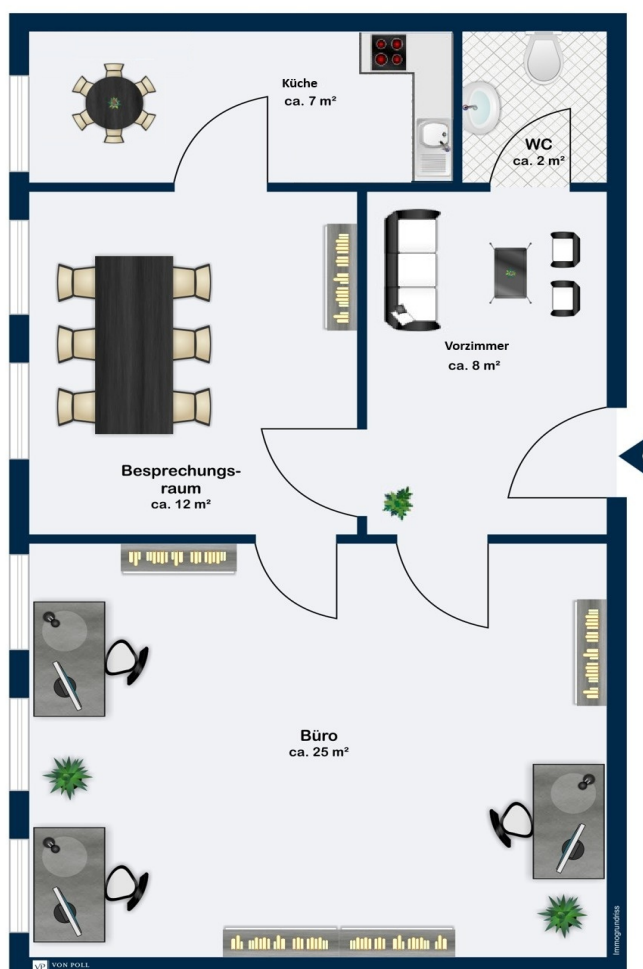 Küche
ca. 7 m²
WC
ca. 2 m²
Vorzimmer
ca. 8 m²
Besprechungs-
raum
ca. 12 m²
Büro
ca. 25 m²
Immogrundriss
VP VON POLL